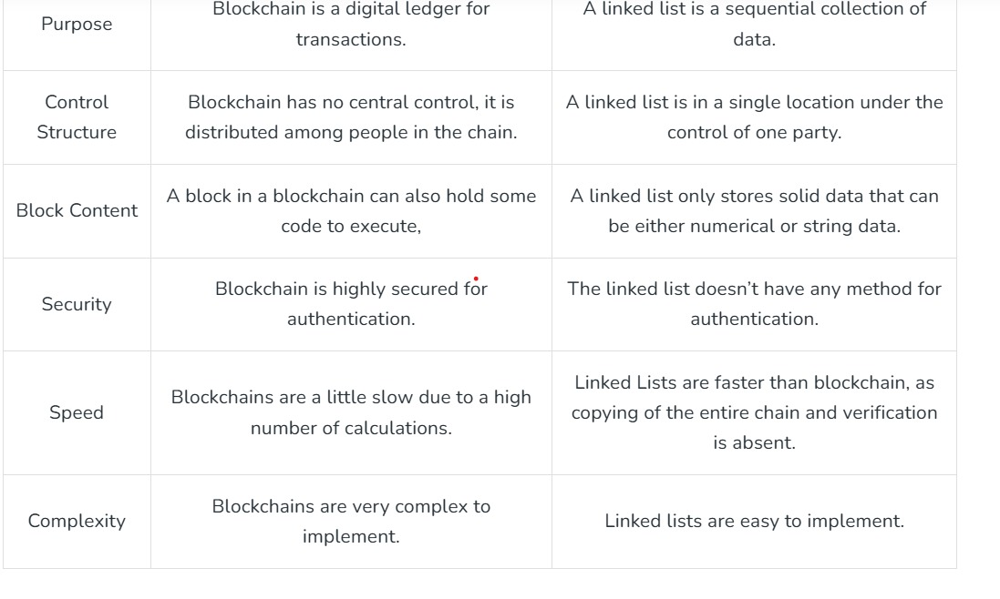 Purpose
Blockchain is a digital ledger for
transactions.
A linked list is a sequential collection of
data.
Control
Structure
Blockchain has no central control, it is
distributed among people in the chain.
A linked list is in a single location under the
control of one party.
Block Content
A block in a blockchain can also hold some
code to execute,
A linked list only stores solid data that can
be either numerical or string data.
Security
Blockchain is highly secured for
authentication.
The linked list doesn’t have any method for
authentication.
Speed
Blockchains are a little slow due to a high
number of calculations.
Linked Lists are faster than blockchain, as
copying of the entire chain and verification
is absent.
Complexity
Blockchains are very complex to
implement.
Linked lists are easy to implement.